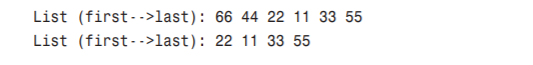 List (first-->last): 66 44 22 11 33 55
List (first-->last): 22 11 33 55